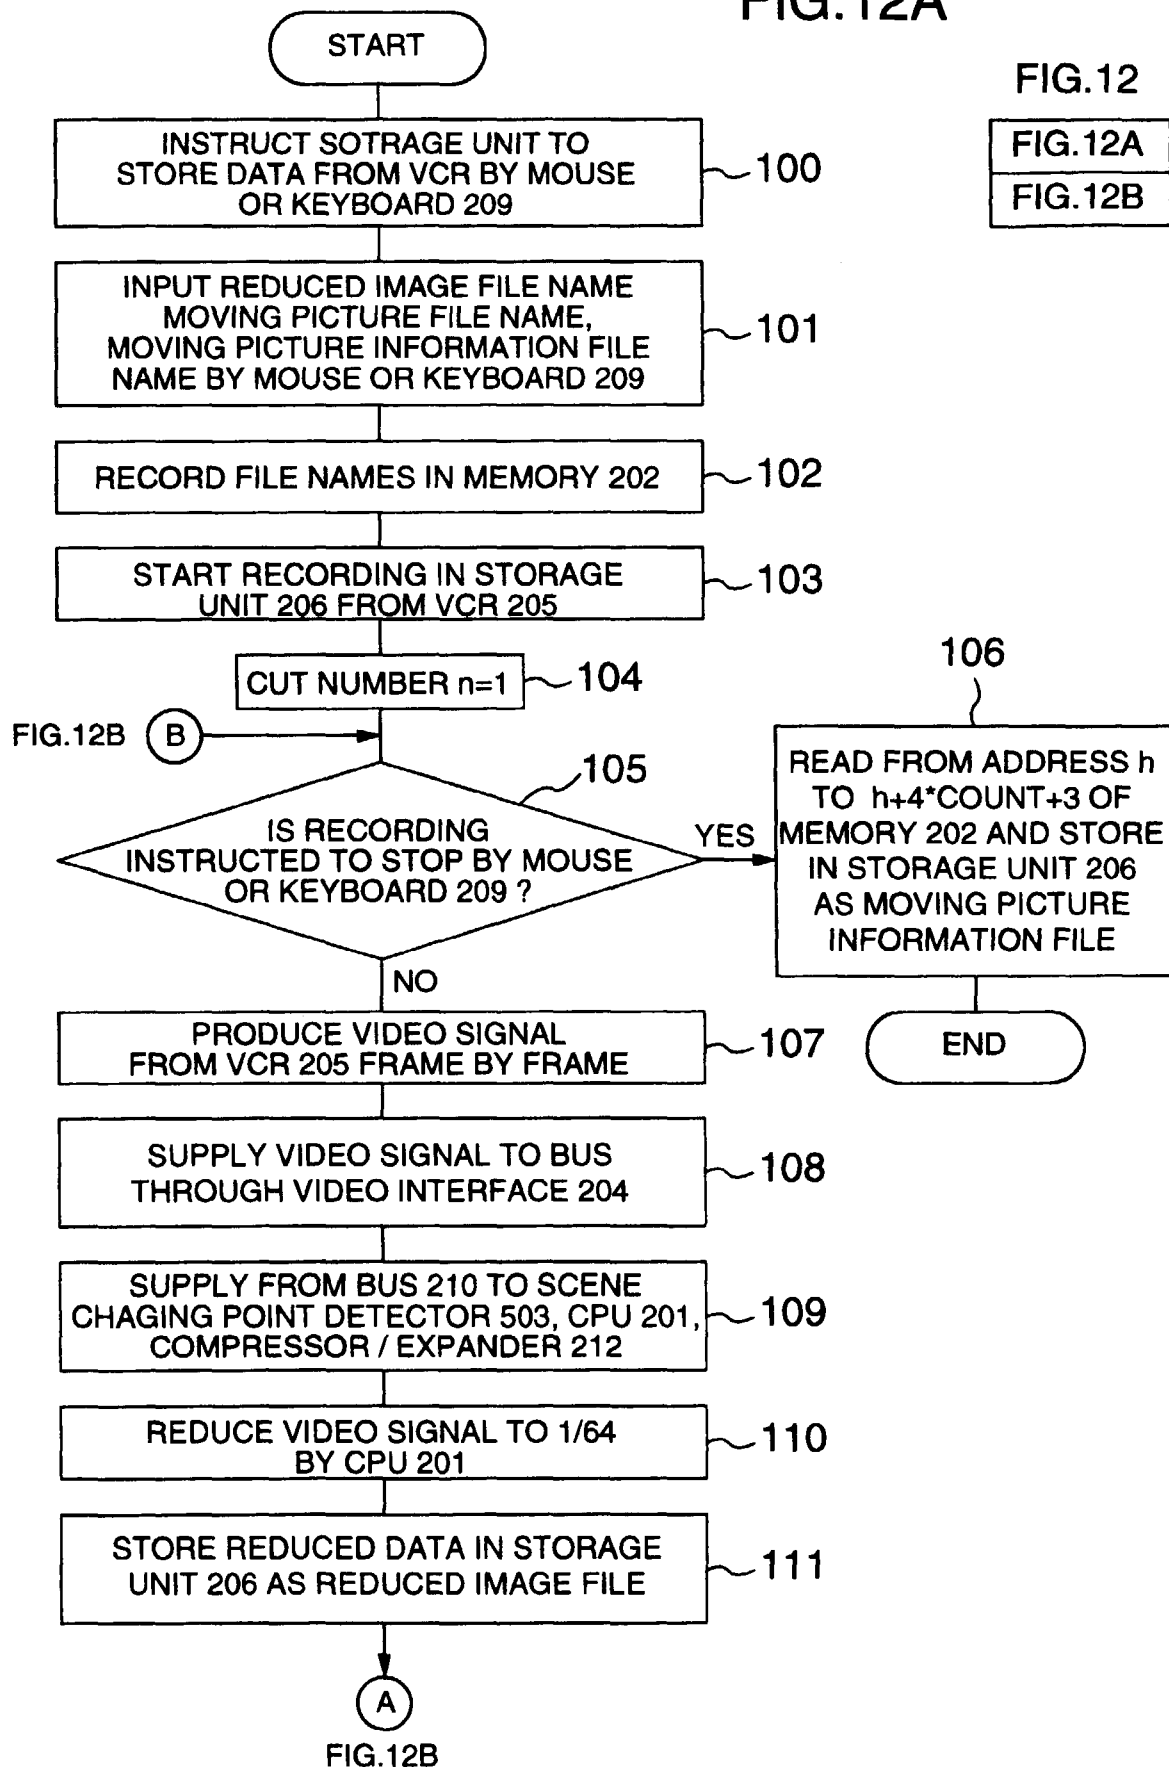 FIG.12A
START
FIG.12
FIG.12A
FIG.12B
INSTRUCT SOTRAGE UNIT TO
STORE DATA FROM VCR BY MOUSE
OR KEYBOARD 209
100
INPUT REDUCED IMAGE FILE NAME
MOVING PICTURE FILE NAME,
MOVING PICTURE INFORMATION FILE
NAME BY MOUSE OR KEYBOARD 209
101
RECORD FILE NAMES IN MEMORY 202
102
START RECORDING IN STORAGE
UNIT 206 FROM VCR 205
103
CUT NUMBER n=1
104
FIG.12B
B
105
IS RECORDING
INSTRUCTED TO STOP BY MOUSE
OR KEYBOARD 209 ?
YES
106
READ FROM ADDRESS h
TO h+4*COUNT+3 OF
MEMORY 202 AND STORE
IN STORAGE UNIT 206
AS MOVING PICTURE
INFORMATION FILE
END
NO
PRODUCE VIDEO SIGNAL
FROM VCR 205 FRAME BY FRAME
107
SUPPLY VIDEO SIGNAL TO BUS
THROUGH VIDEO INTERFACE 204
108
SUPPLY FROM BUS 210 TO SCENE
CHAGING POINT DETECTOR 503, CPU 201,
COMPRESSOR / EXPANDER 212
109
REDUCE VIDEO SIGNAL TO 1/64
BY CPU 201
110
STORE REDUCED DATA IN STORAGE
UNIT 206 AS REDUCED IMAGE FILE
111
A
FIG.12B